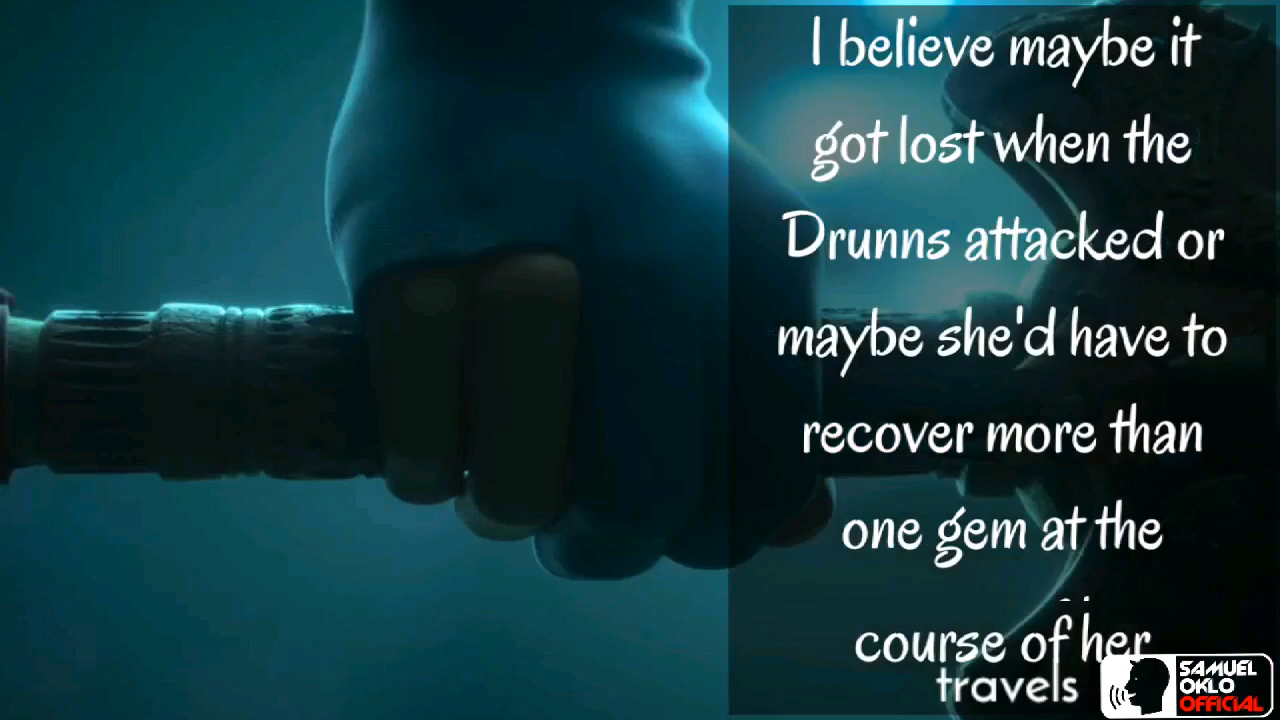 I believe maybe it
got lost when the
Drunns attacked or
maybe she'd have to
recover more than
one gem at the
course of her
travels
SAMUEL
OKLO
OFFICIAL